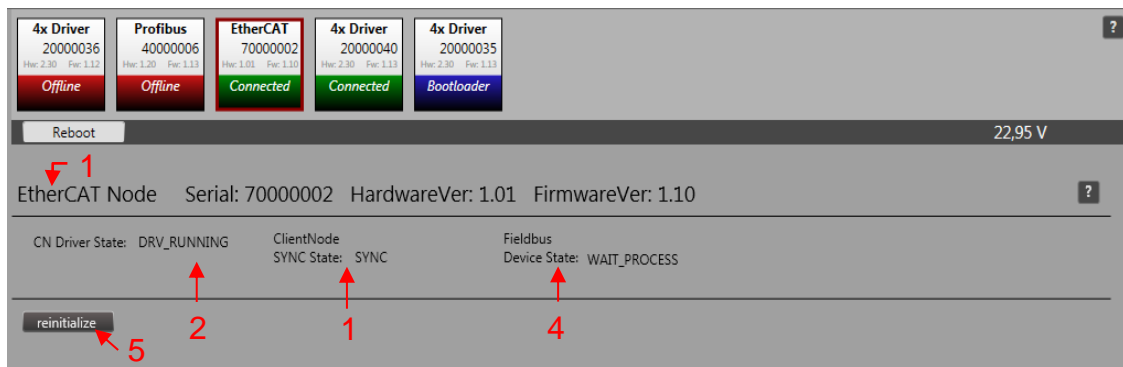 4x Driver Profibus EtherCAT 4x Driver 4x Driver ?
20000036 40000006 70000002 20000040 20000035
Hw: 2.30 Fw: 1.12 Hw: 1.20 Fw: 1.13 Hw: 1.01 Fw: 1.10 Hw: 2.30 Fw: 1.13 Hw: 2.30 Fw: 1.13
Offline Offline Connected Connected Bootloader
Reboot 22,95 V
1
EtherCAT Node Serial: 70000002 HardwareVer: 1.01 FirmwareVer: 1.10 ?
ClientNode Fieldbus
CN Driver State: DRV_RUNNING SYNC State: SYNC Device State: WAIT_PROCESS
reinitialize 2 1 4
5